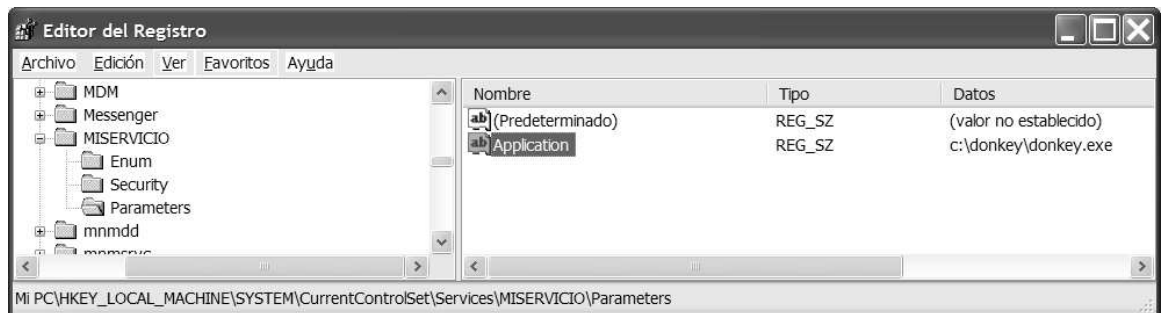 Editor del Registro
Archivo Edición Ver Favoritos Ayuda
MDM
Messenger
MISERVICIO
Enum
Security
Parameters
mnmdd
Nombre Tipo Datos
(Predeterminado) REG_SZ (valor no establecido)
Application REG_SZ c:\donkey\donkey.exe
Mi PC\HKEY_LOCAL_MACHINE\SYSTEM\CurrentControlSet\Services\MISERVICIO\Parameters